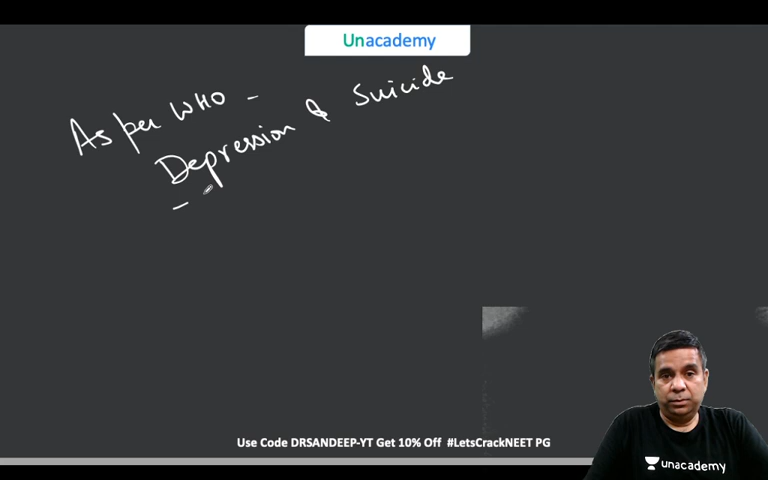 Unacademy
As per WHO -
Depression & Suicide
-
Use Code DRSANDEEP-YT Get 10% Off #LetsCrackNEET PG
unacademy